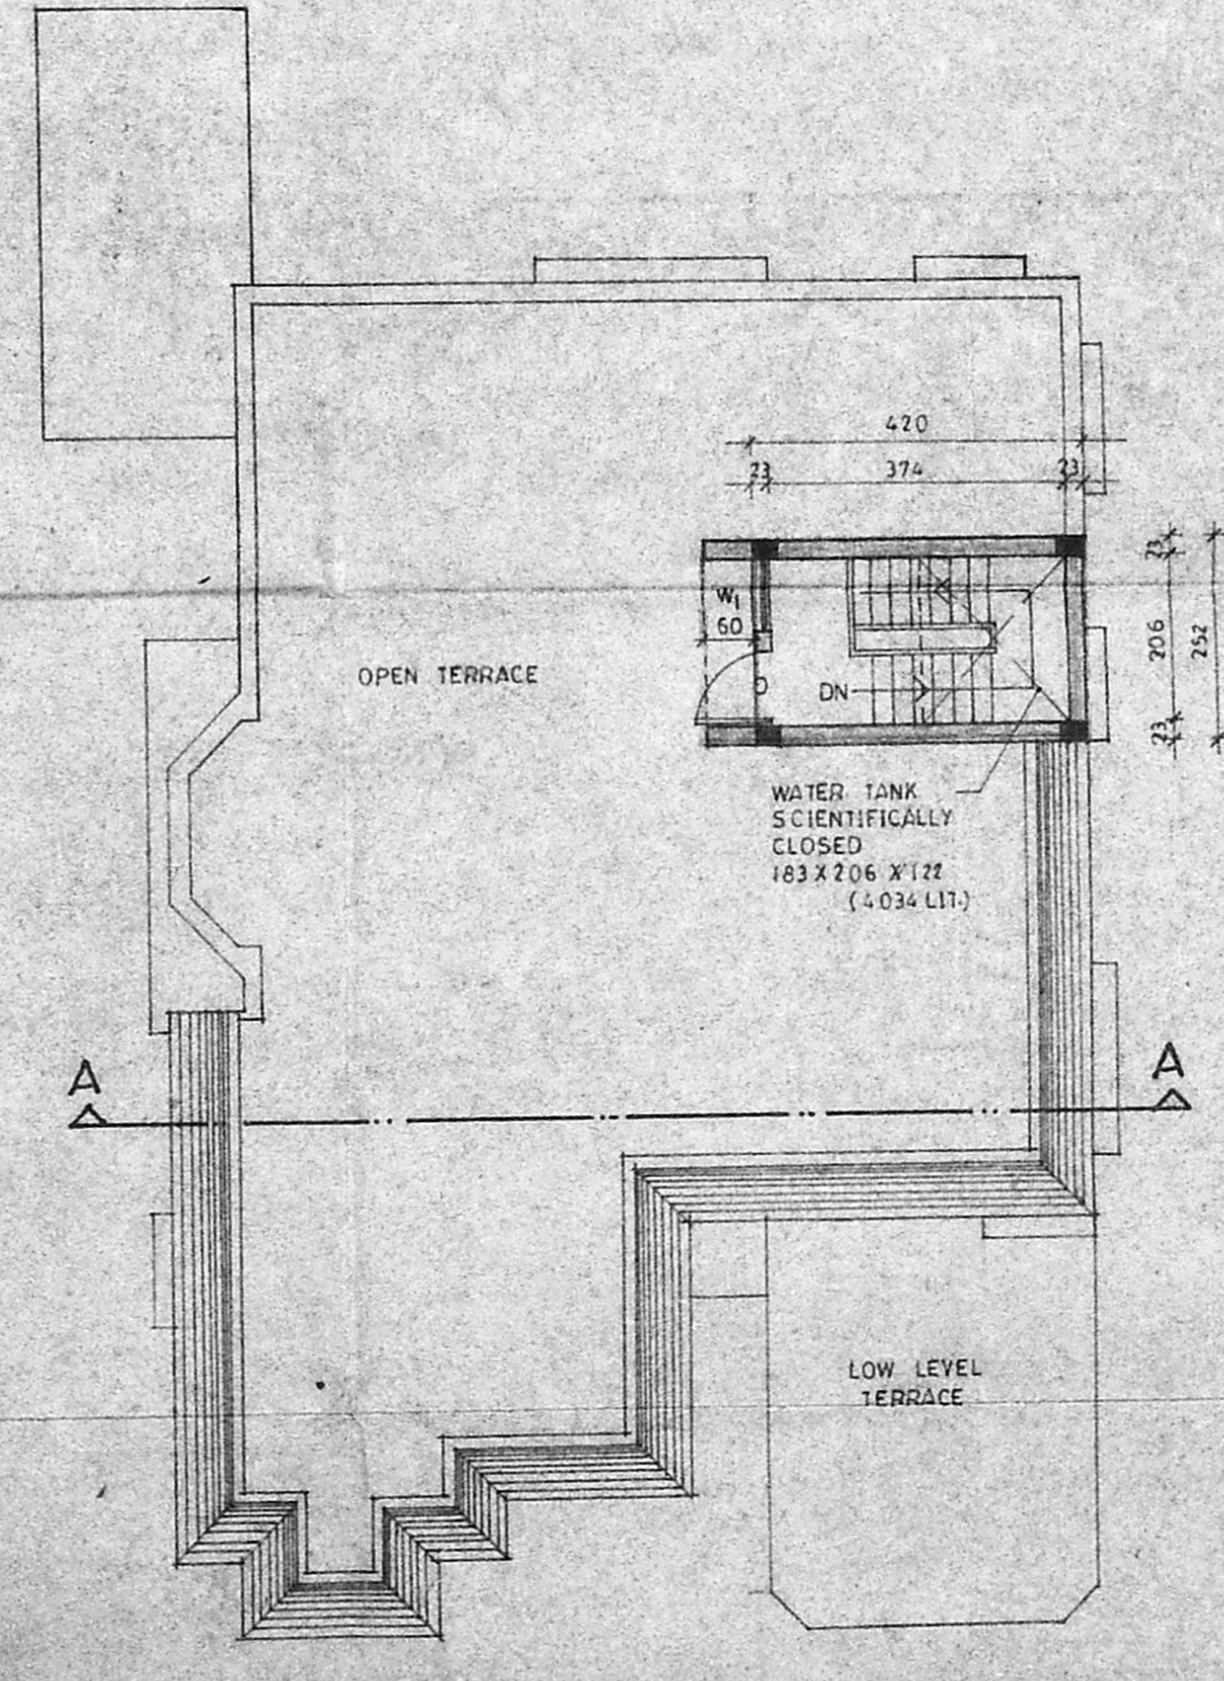 420
23 374 23
23
206
252
23
W1
60
OPEN TERRACE
D
DN
WATER TANK
SCIENTIFICALLY
CLOSED
183 X 206 X 122
(4034 LIT.)
A A
LOW LEVEL
TERRACE